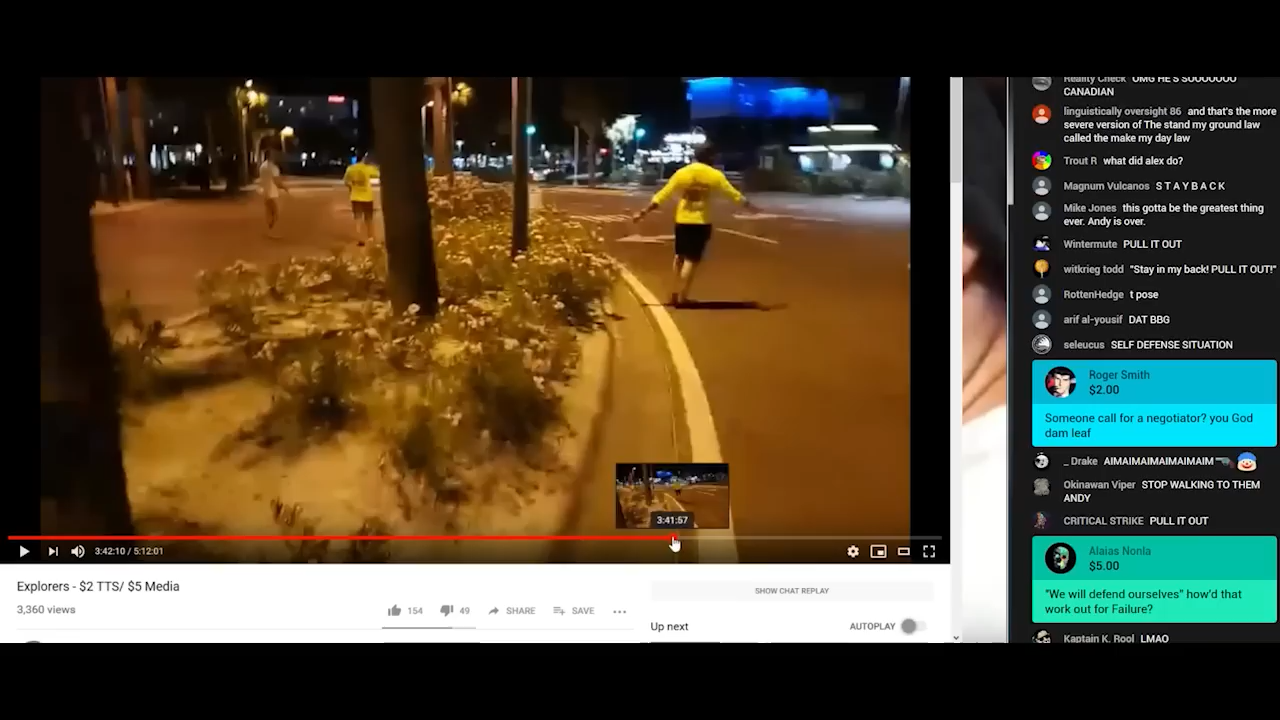 Reality Check OMG HE'S SOOOOOOO
CANADIAN
linguistically oversight 86 and that's the more
severe version of The stand my ground law
called the make my day law
Trout R what did alex do?
Magnum Vulcanos S T A Y B A C K
Mike Jones this gotta be the greatest thing
ever. Andy is over.
Wintermute PULL IT OUT
witkrieg todd "Stay in my back! PULL IT OUT!"
RottenHedge t pose
arif al-yousif DAT BBG
seleucus SELF DEFENSE SITUATION
Roger Smith
$2.00
Someone call for a negotiator? you God
dam leaf
_ Drake AIMAIMAIMAIMAIM
Okinawan Viper STOP WALKING TO THEM
ANDY
CRITICAL STRIKE PULL IT OUT
Alaias Nonla
$5.00
"We will defend ourselves" how'd that
work out for Failure?
Kaptain K. Rool LMAO
3:41:57
3:42:10 / 5:12:01
Explorers - $2 TTS/ $5 Media
3,360 views
154 49 SHARE SAVE
SHOW CHAT REPLAY
Up next AUTOPLAY